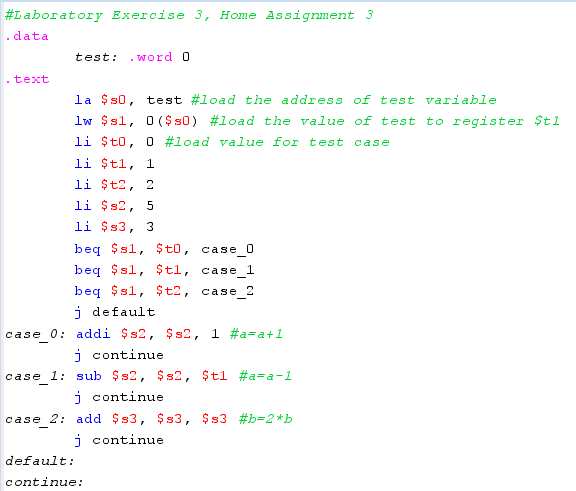 #Laboratory Exercise 3, Home Assignment 3
.data
test: .word 0
.text
la $s0, test #load the address of test variable
lw $s1, 0($s0) #load the value of test to register $t1
li $t0, 0 #load value for test case
li $t1, 1
li $t2, 2
li $s2, 5
li $s3, 3
beq $s1, $t0, case_0
beq $s1, $t1, case_1
beq $s1, $t2, case_2
j default
case_0: addi $s2, $s2, 1 #a=a+1
j continue
case_1: sub $s2, $s2, $t1 #a=a-1
j continue
case_2: add $s3, $s3, $s3 #b=2*b
j continue
default:
continue: